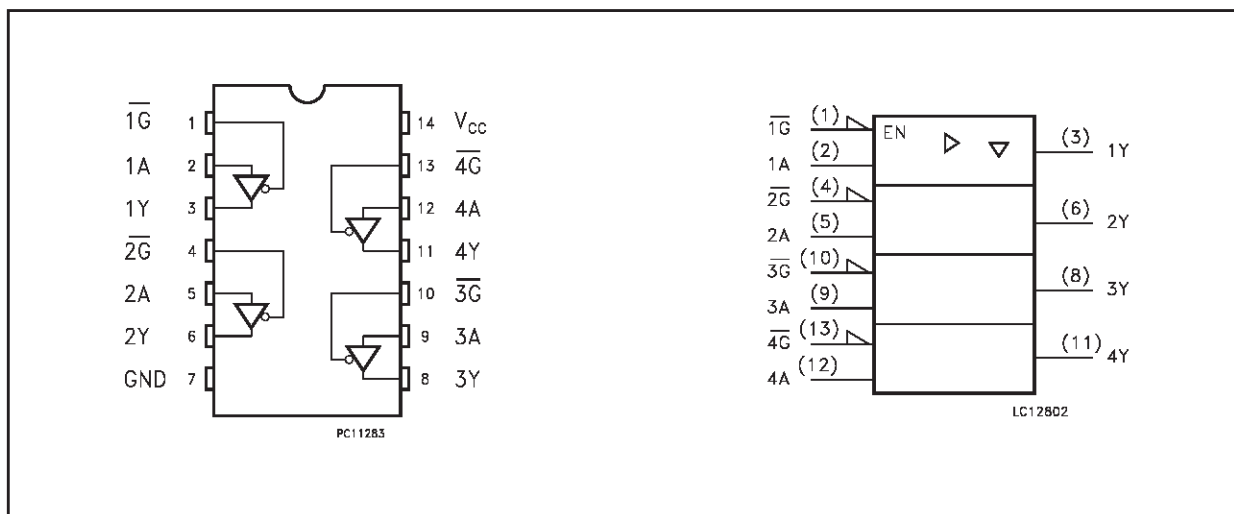 1G̅ 1 14 VCC
1A 2 13 4G̅
1Y 3 12 4A
2G̅ 4 11 4Y
2A 5 10 3G̅
2Y 6 9 3A
GND 7 8 3Y
PC11283
1G̅ (1) EN (3) 1Y
1A (2)
2G̅ (4) (6) 2Y
2A (5)
3G̅ (10) (8) 3Y
3A (9)
4G̅ (13) (11) 4Y
4A (12)
LC12802